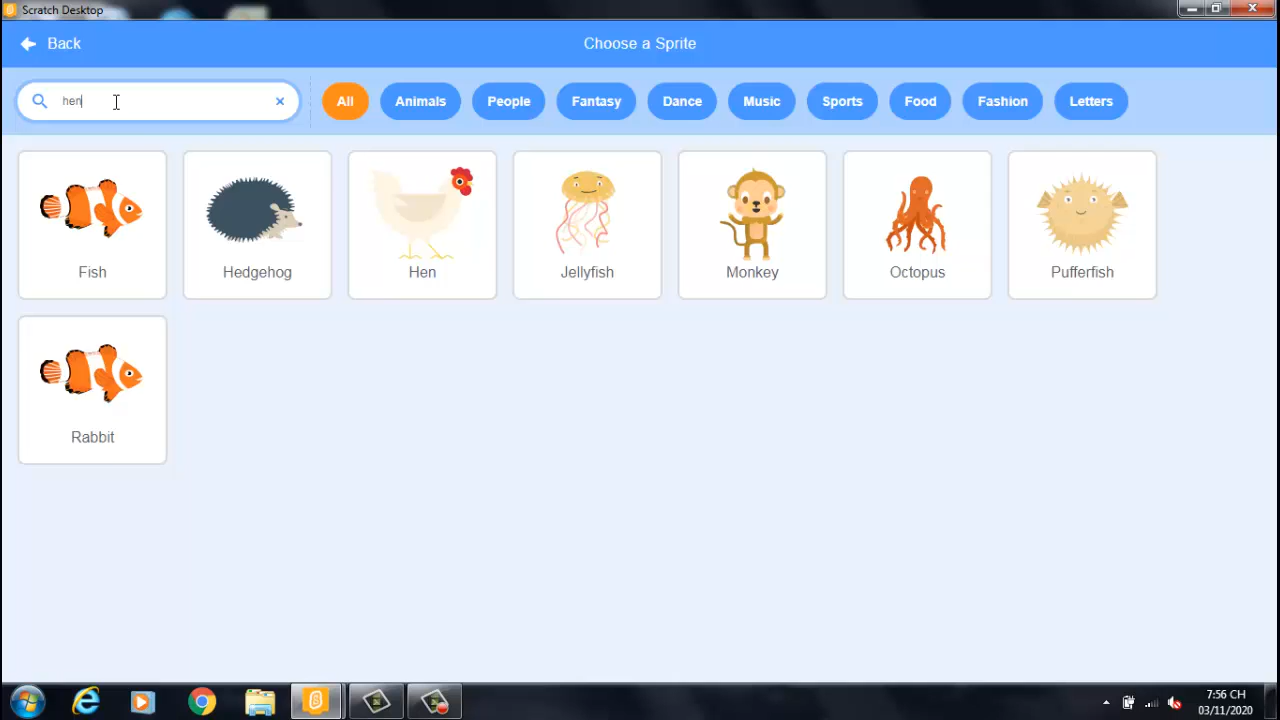 Scratch Desktop
Back
Choose a Sprite
hen
All
Animals
People
Fantasy
Dance
Music
Sports
Food
Fashion
Letters
Fish
Hedgehog
Hen
Jellyfish
Monkey
Octopus
Pufferfish
Rabbit
7:56 CH
03/11/2020